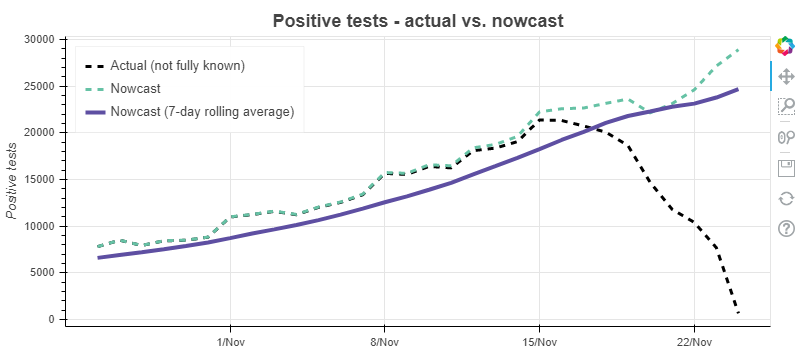 Positive tests - actual vs. nowcast
30000
25000
20000
15000
10000
5000
0
Positive tests
Actual (not fully known)
Nowcast
Nowcast (7-day rolling average)
1/Nov
8/Nov
15/Nov
22/Nov